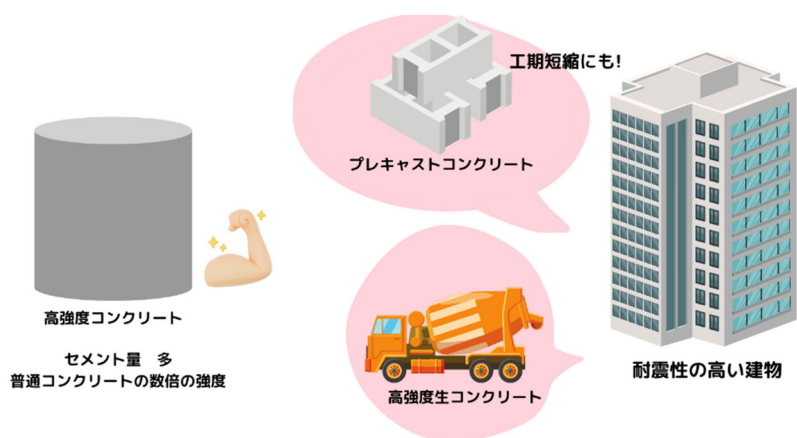 工期短縮にも!
プレキャストコンクリート
高強度コンクリート
セメント量 多
普通コンクリートの数倍の強度
高強度生コンクリート
耐震性の高い建物